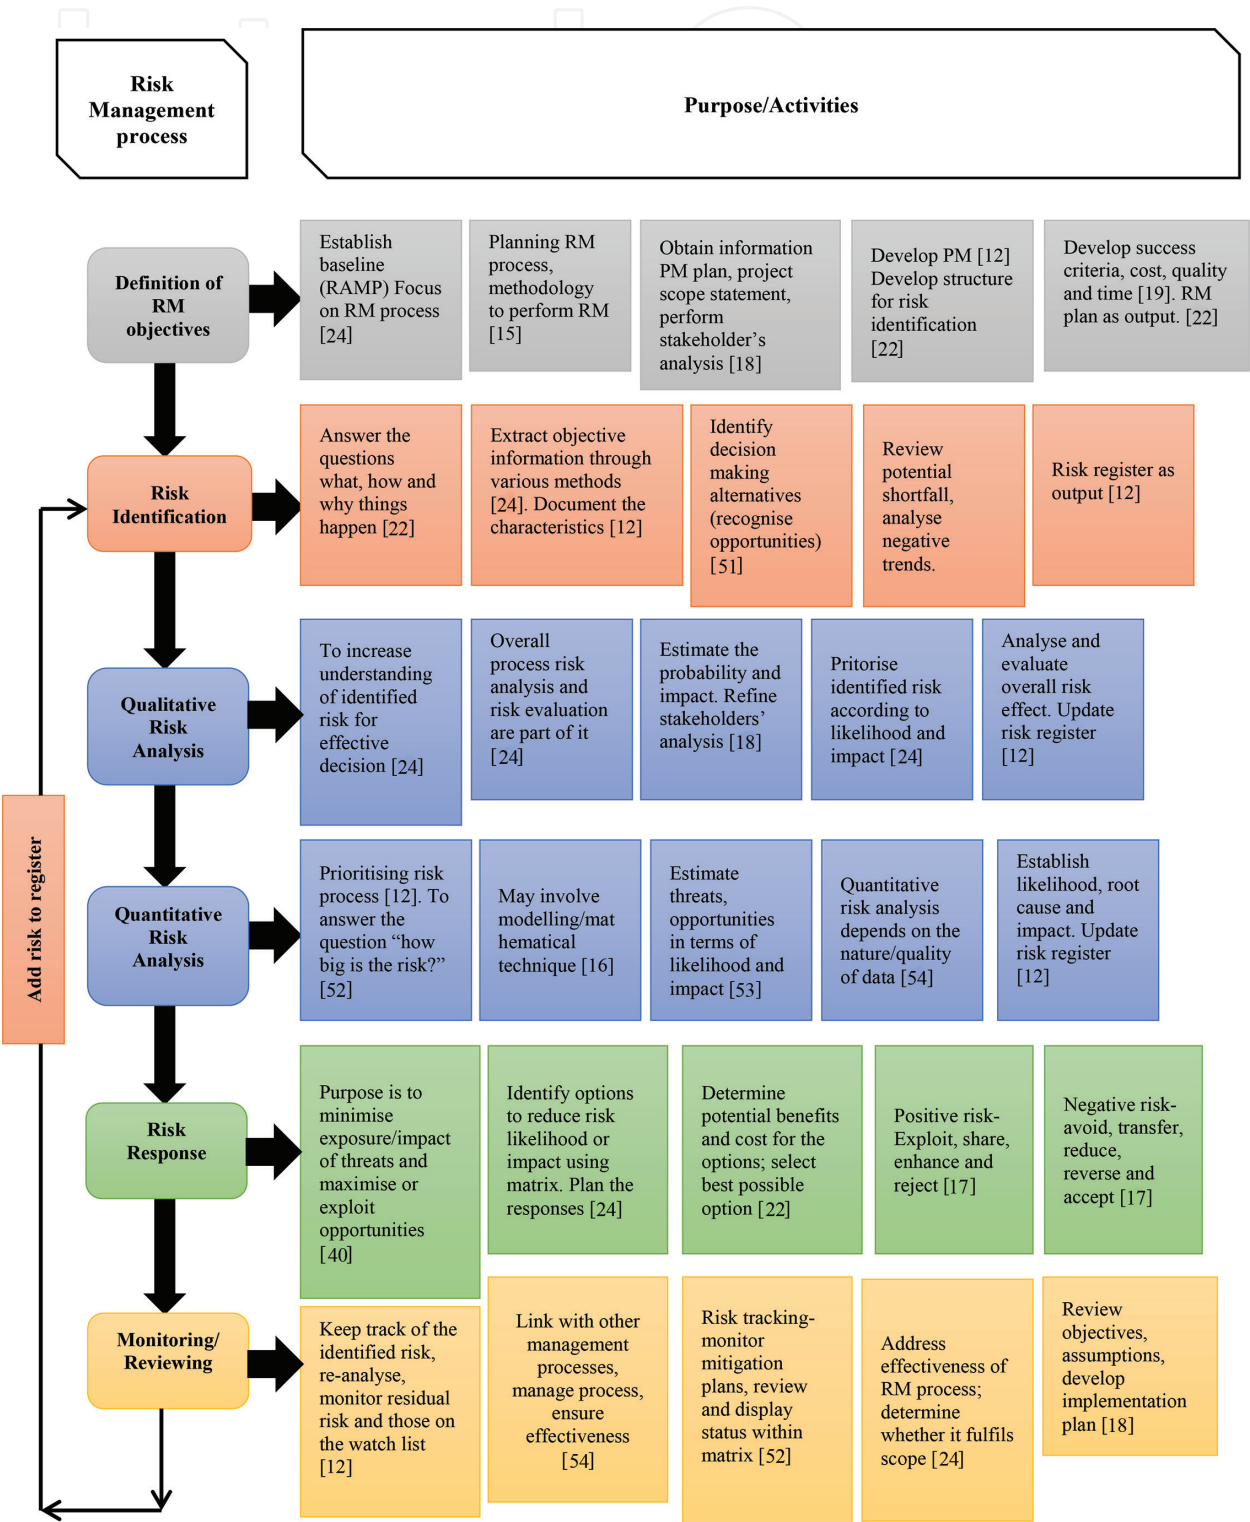 Risk
Management
process
Purpose/Activities
Definition of
RM
objectives
Establish
baseline
(RAMP) Focus
on RM process
[24]
Planning RM
process,
methodology
to perform RM
[15]
Obtain information
PM plan, project
scope statement,
perform
stakeholder’s
analysis [18]
Develop PM [12]
Develop structure
for risk
identification
[22]
Develop success
criteria, cost, quality
and time [19]. RM
plan as output. [22]
Risk
Identification
Answer the
questions
what, how and
why things
happen [22]
Extract objective
information through
various methods
[24]. Document the
characteristics [12]
Identify
decision
making
alternatives
(recognise
opportunities)
[51]
Review
potential
shortfall,
analyse
negative
trends.
Risk register as
output [12]
Qualitative
Risk
Analysis
To increase
understanding
of identified
risk for
effective
decision [24]
Overall
process risk
analysis and
risk evaluation
are part of it
[24]
Estimate the
probability and
impact. Refine
stakeholders’
analysis [18]
Pritorise
identified risk
according to
likelihood and
impact [24]
Analyse and
evaluate
overall risk
effect. Update
risk register
[12]
Add risk to register
Quantitative
Risk
Analysis
Prioritising risk
process [12]. To
answer the
question “how
big is the risk?”
[52]
May involve
modelling/mat
hematical
technique [16]
Estimate
threats,
opportunities
in terms of
likelihood and
impact [53]
Quantitative
risk analysis
depends on the
nature/quality
of data [54]
Establish
likelihood, root
cause and
impact. Update
risk register
[12]
Risk
Response
Purpose is to
minimise
exposure/impact
of threats and
maximise or
exploit
opportunities
[40]
Identify options
to reduce risk
likelihood or
impact using
matrix. Plan the
responses [24]
Determine
potential benefits
and cost for the
options; select
best possible
option [22]
Positive risk-
Exploit, share,
enhance and
reject [17]
Negative risk-
avoid, transfer,
reduce,
reverse and
accept [17]
Monitoring/
Reviewing
Keep track of the
identified risk,
re-analyse,
monitor residual
risk and those on
the watch list
[12]
Link with other
management
processes,
manage process,
ensure
effectiveness
[54]
Risk tracking-
monitor
mitigation
plans, review
and display
status within
matrix [52]
Address
effectiveness of
RM process;
determine
whether it fulfils
scope [24]
Review
objectives,
assumptions,
develop
implementation
plan [18]